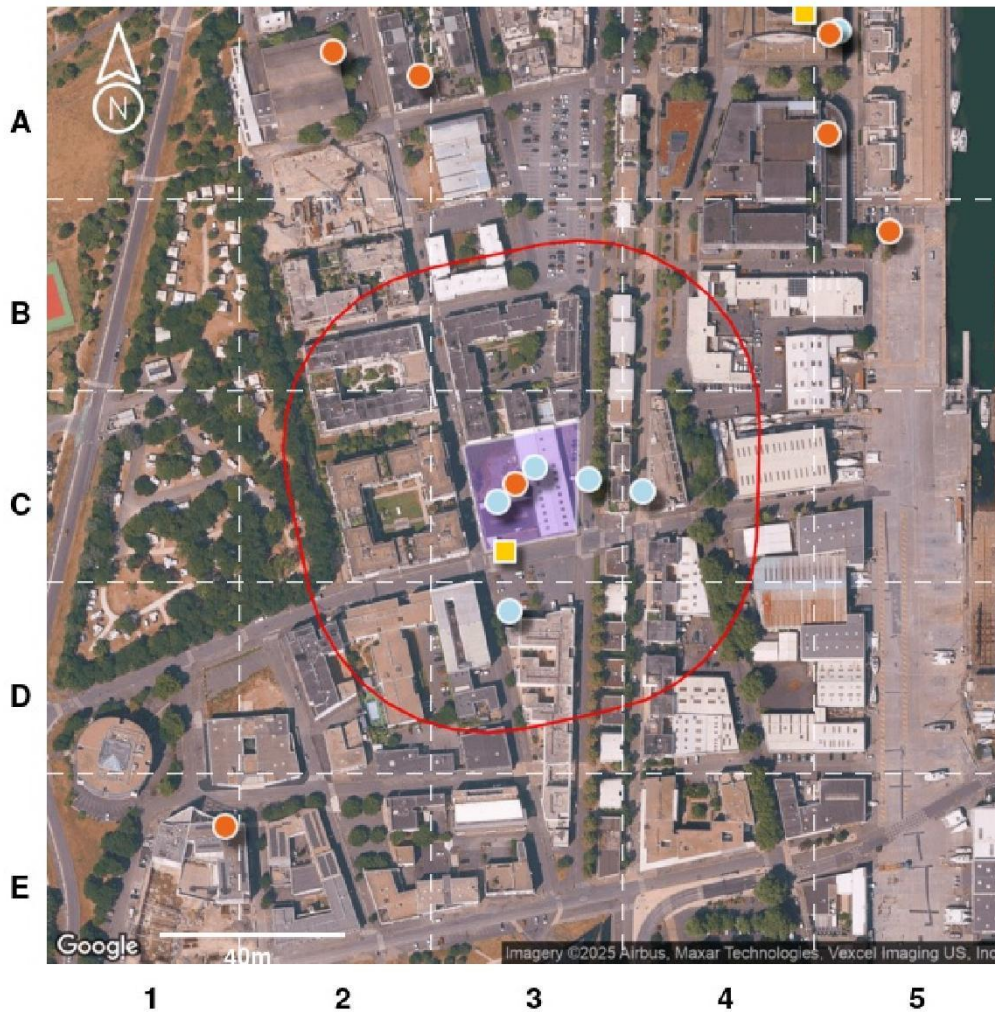 N
A
B
C
D
E
Google
40m
Imagery ©2025 Airbus, Maxar Technologies, Vexcel Imaging US, Inc
1 2 3 4 5